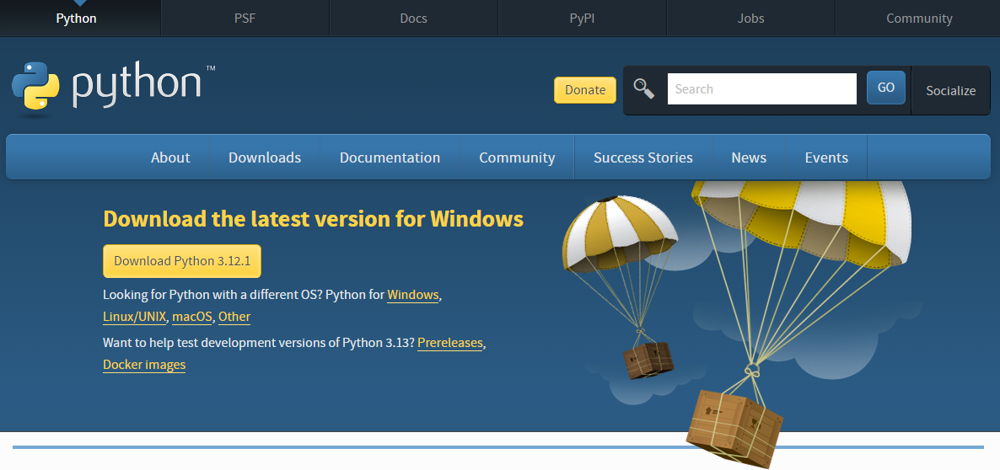 Python PSF Docs PyPI Jobs Community
python™
Donate Search GO Socialize
About Downloads Documentation Community Success Stories News Events
Download the latest version for Windows
Download Python 3.12.1
Looking for Python with a different OS? Python for Windows,
Linux/UNIX, macOS, Other
Want to help test development versions of Python 3.13? Prereleases,
Docker images